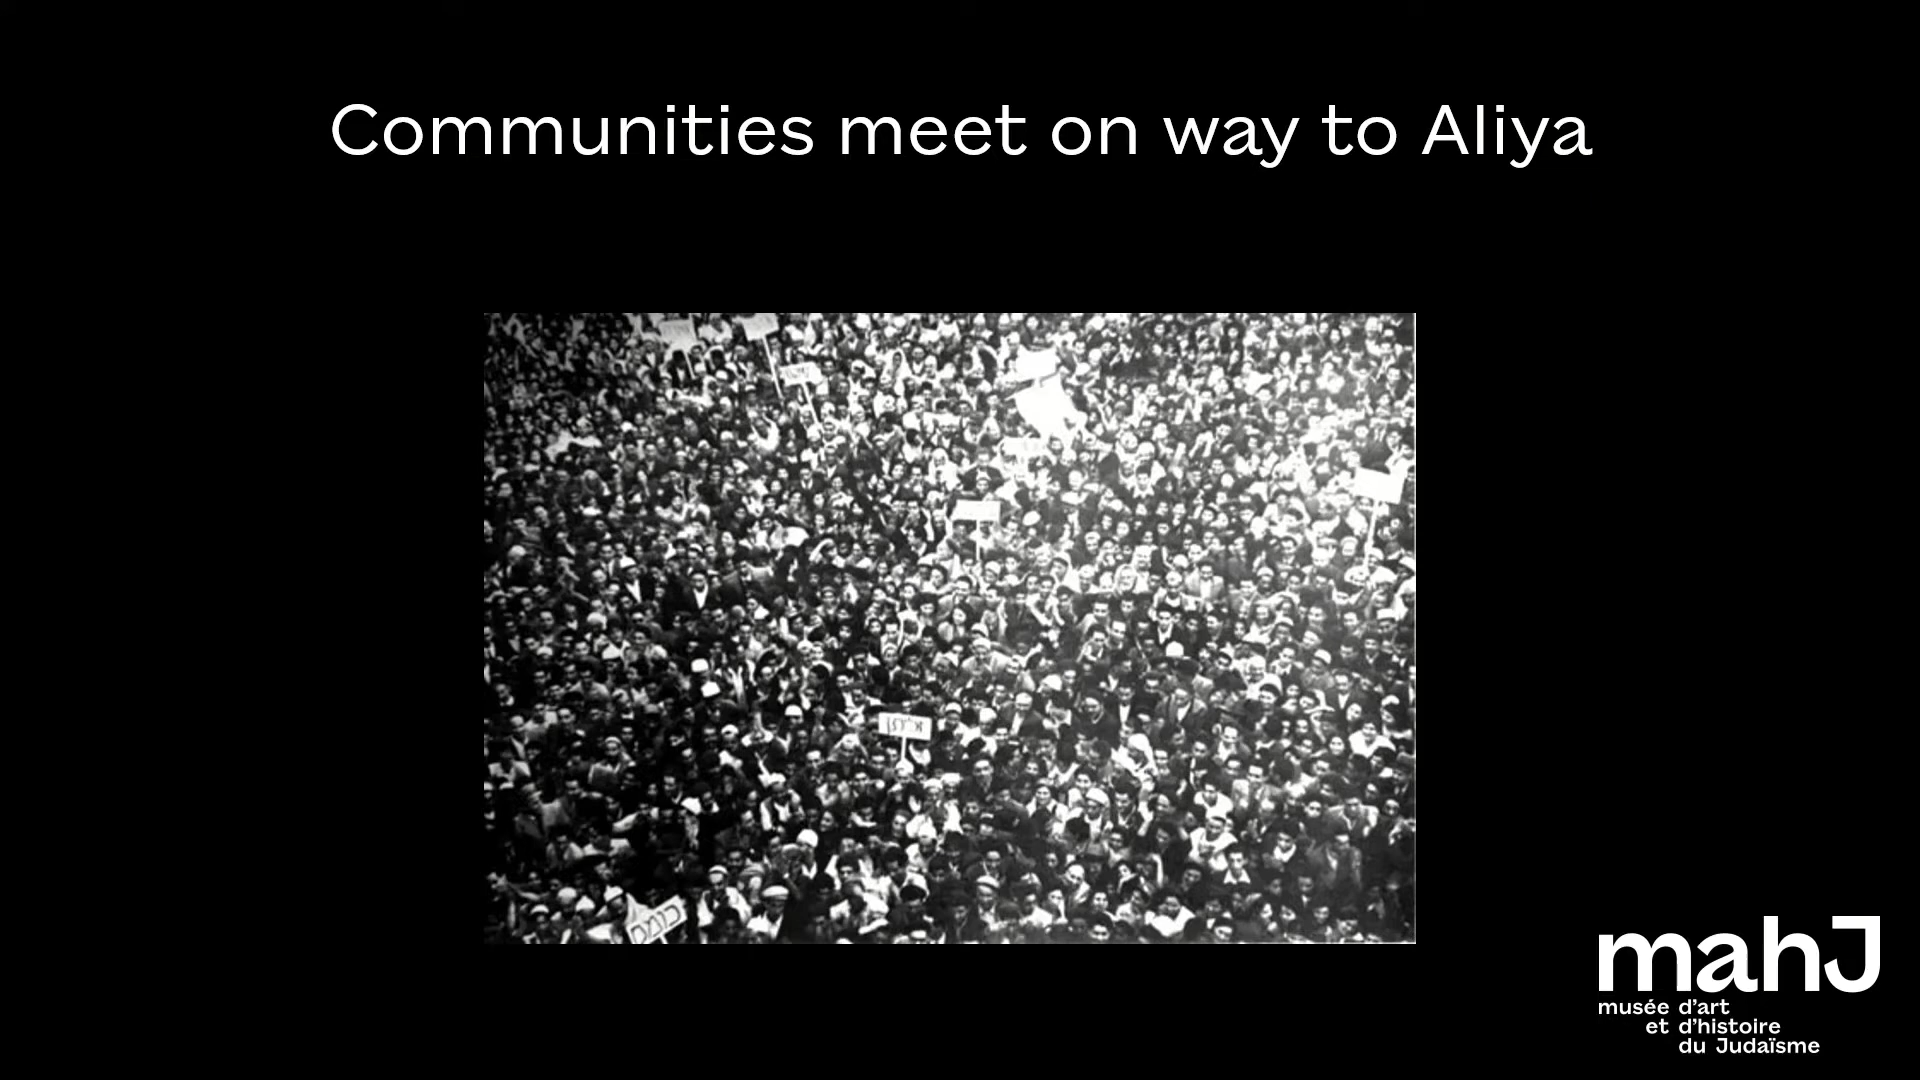 Communities meet on way to Aliya
mahJ
musée d'art
et d'histoire
du Judaïsme